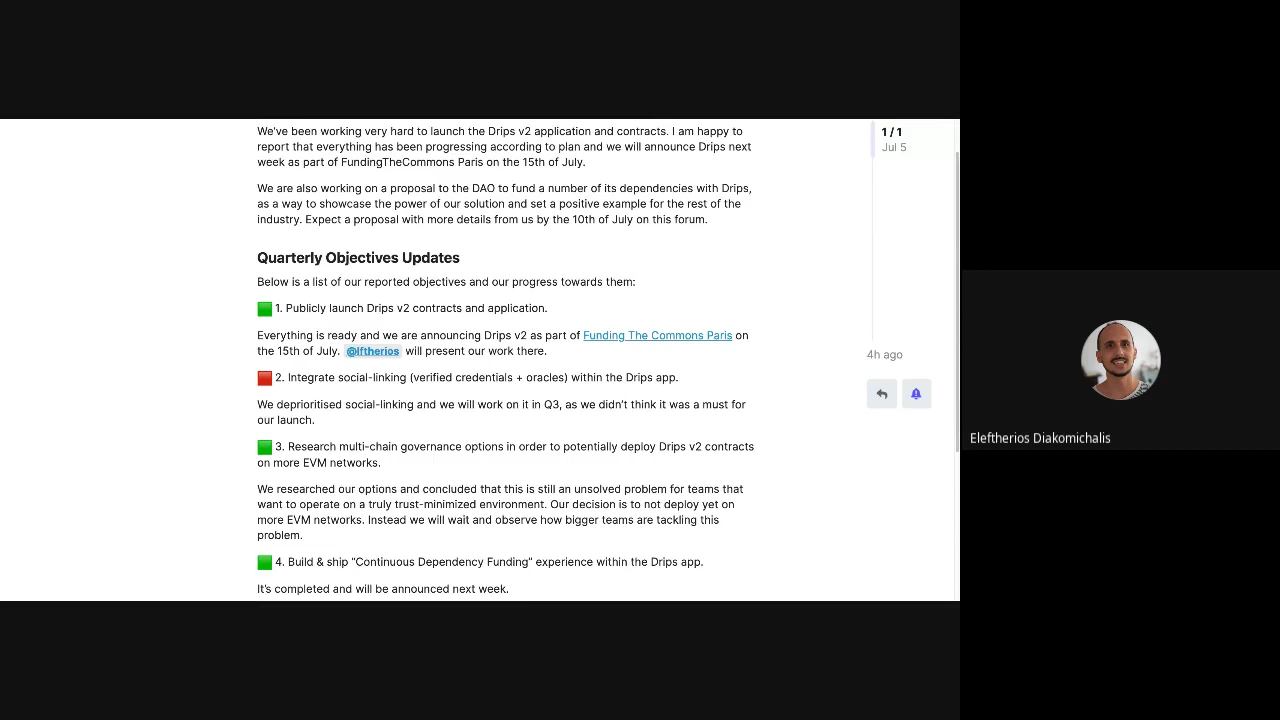 We've been working very hard to launch the Drips v2 application and contracts. I am happy to
report that everything has been progressing according to plan and we will announce Drips next
week as part of FundingTheCommons Paris on the 15th of July.
We are also working on a proposal to the DAO to fund a number of its dependencies with Drips,
as a way to showcase the power of our solution and set a positive example for the rest of the
industry. Expect a proposal with more details from us by the 10th of July on this forum.
Quarterly Objectives Updates
Below is a list of our reported objectives and our progress towards them:
1. Publicly launch Drips v2 contracts and application.
Everything is ready and we are announcing Drips v2 as part of Funding The Commons Paris on
the 15th of July. @lftherios will present our work there.
2. Integrate social-linking (verified credentials + oracles) within the Drips app.
We deprioritised social-linking and we will work on it in Q3, as we didn't think it was a must for
our launch.
3. Research multi-chain governance options in order to potentially deploy Drips v2 contracts
on more EVM networks.
We researched our options and concluded that this is still an unsolved problem for teams that
want to operate on a truly trust-minimized environment. Our decision is to not deploy yet on
more EVM networks. Instead we will wait and observe how bigger teams are tackling this
problem.
4. Build & ship “Continuous Dependency Funding” experience within the Drips app.
It's completed and will be announced next week.
1 / 1
Jul 5
4h ago
Eleftherios Diakomichalis